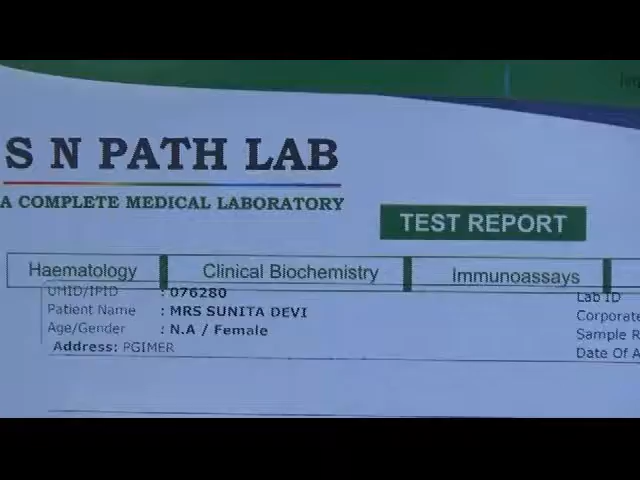 S N PATH LAB
A COMPLETE MEDICAL LABORATORY
TEST REPORT
Haematology Clinical Biochemistry Immunoassays
UHID/IPID : 076280 Lab ID
Patient Name : MRS SUNITA DEVI Corporate
Age/Gender : N.A / Female Sample R
Address: PGIMER Date Of A